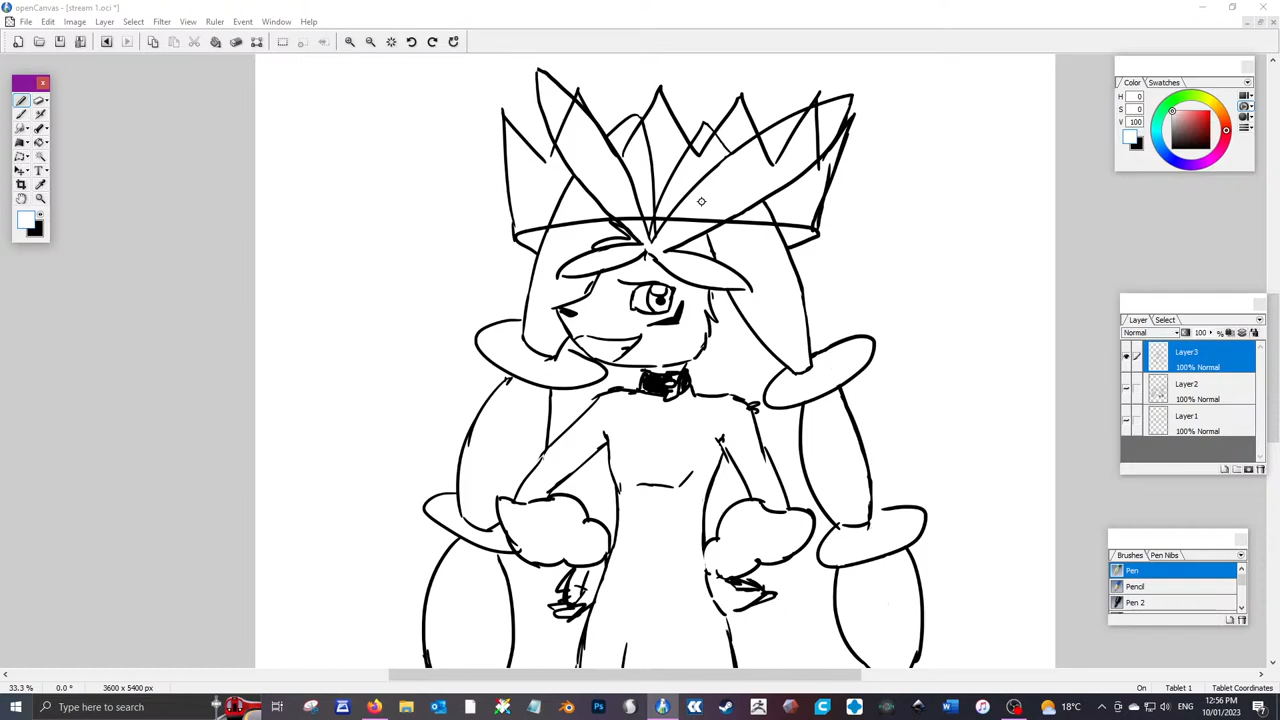 openCanvas - [stream 1.oci *]
File Edit Image Layer Select Filter View Ruler Event Window Help
Color Swatches
H 0
S 0
V 100
Layer Select
Normal 100 %
Layer3
100% Normal
Layer2
100% Normal
Layer1
100% Normal
Brushes Pen Nibs
Pen
Pencil
Pen 2
33.3 % 0.0 ° 3600 x 5400 px On Tablet 1 Tablet Coordinates
Type here to search 18°C 12:56 PM
10/01/2023